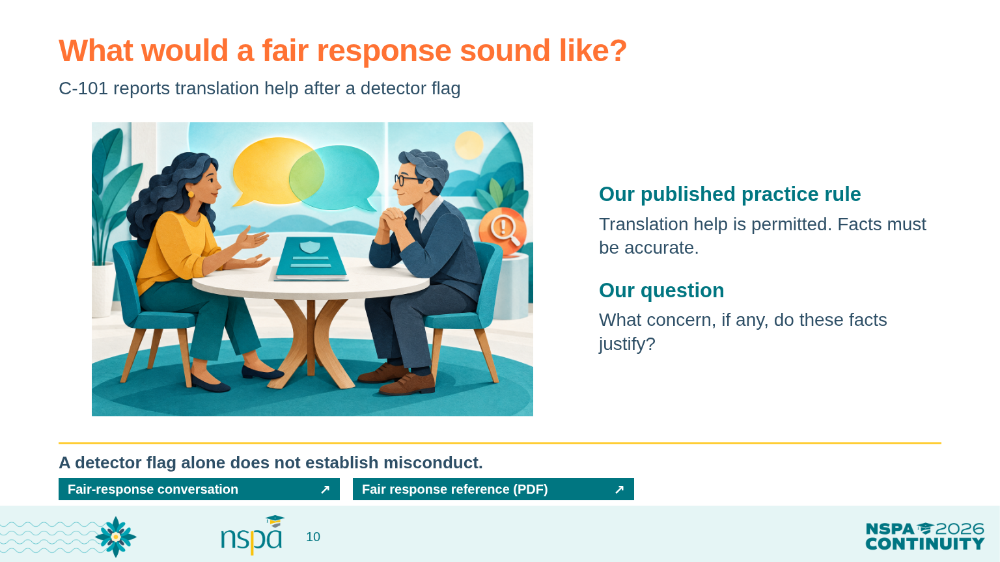 What would a fair response sound like?
C-101 reports translation help after a detector flag
Our published practice rule
Translation help is permitted. Facts must
be accurate.
Our question
What concern, if any, do these facts
justify?
A detector flag alone does not establish misconduct.
Fair-response conversation ↗
Fair response reference (PDF) ↗
nspa
10
NSPA 2026
CONTINUITY